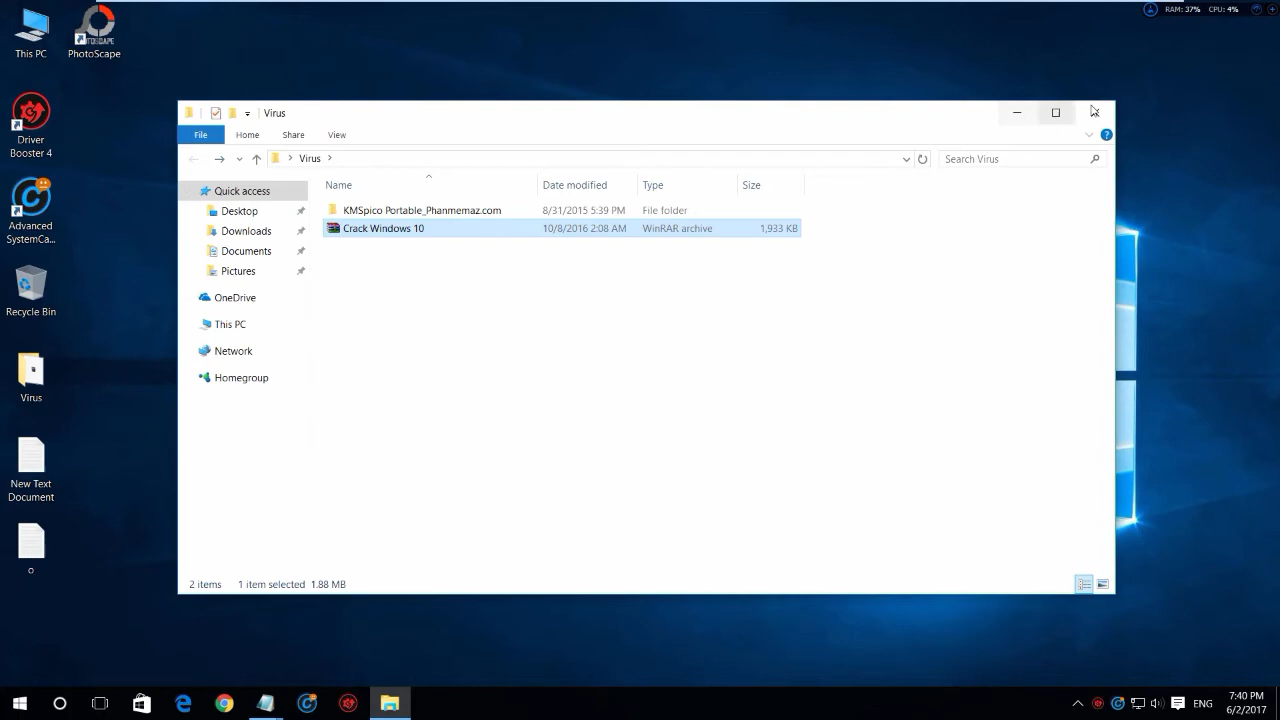 RAM: 37% CPU: 4%
This PC
PhotoScape
Virus
File Home Share View
Virus
Search Virus
Name Date modified Type Size
Quick access
KMSpico Portable_Phanmemaz.com 8/31/2015 5:39 PM File folder
Crack Windows 10 10/8/2016 2:08 AM WinRAR archive 1,933 KB
Desktop
Downloads
Documents
Pictures
OneDrive
This PC
Network
Homegroup
2 items 1 item selected 1.88 MB
Driver
Booster 4
Advanced
SystemCa...
Recycle Bin
Virus
New Text
Document
o
ENG
7:40 PM
6/2/2017